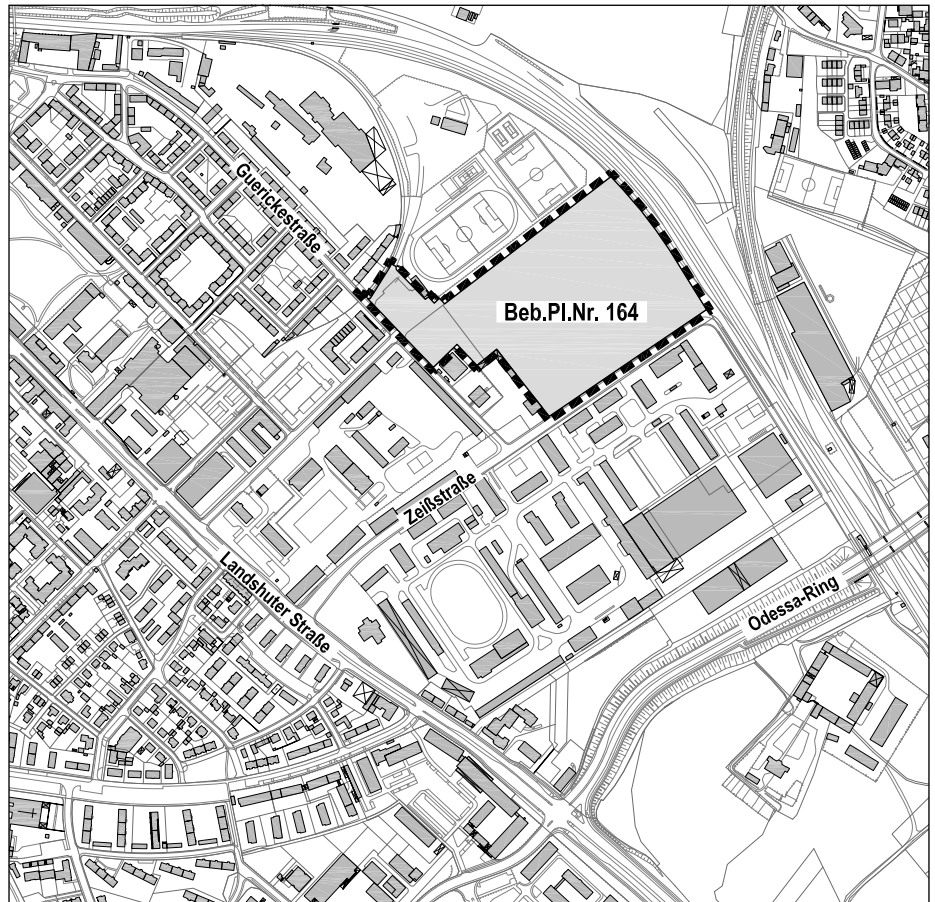 Guerickestraße
Beb.Pl.Nr. 164
Zeißstraße
Landshuter Straße
Odessa-Ring